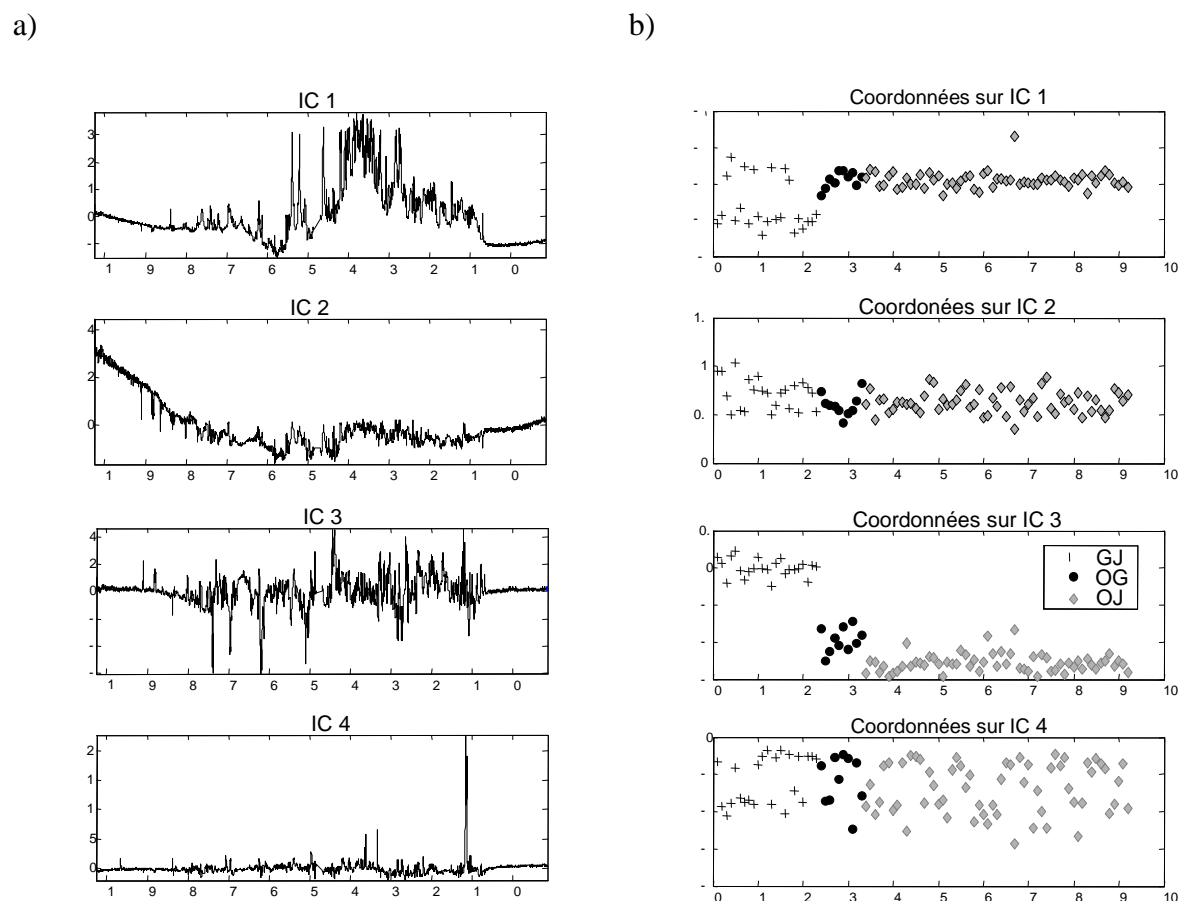 a)
b)
IC 1
3
2
1
0
-
1 9 8 7 6 5 4 3 2 1 0
IC 2
4
2
0
1 9 8 7 6 5 4 3 2 1 0
IC 3
4
2
0
-
-
1 9 8 7 6 5 4 3 2 1 0
IC 4
2
1
1
5
0
1 9 8 7 6 5 4 3 2 1 0
Coordonnées sur IC 1
-
-
-
-
-
0 1 2 3 4 5 6 7 8 9 10
Coordonées sur IC 2
1.
1
0.
0
0 1 2 3 4 5 6 7 8 9 10
Coordonnées sur IC 3
0.
0
-
-
-
GJ
OG
OJ
0 1 2 3 4 5 6 7 8 9 10
Coordonnées sur IC 4
0
-
-
-
-
0 1 2 3 4 5 6 7 8 9 10